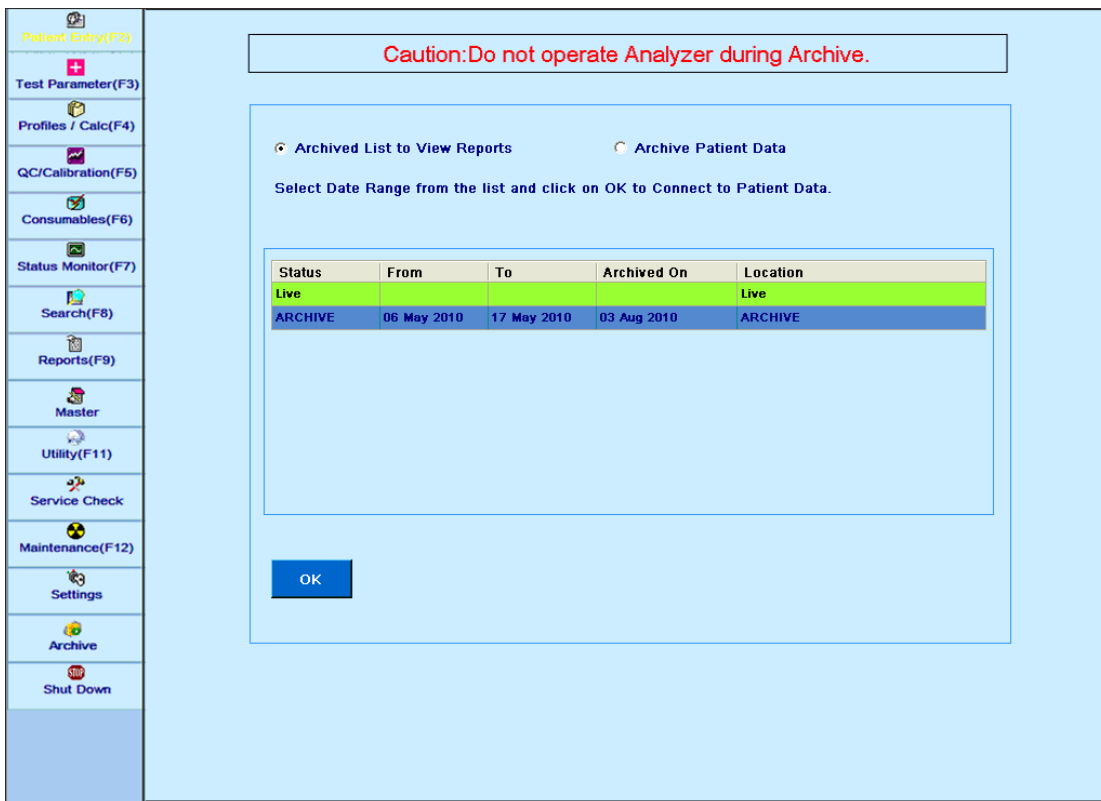 Patient Entry(F2)
Test Parameter(F3)
Profiles / Calc(F4)
QC/Calibration(F5)
Consumables(F6)
Status Monitor(F7)
Search(F8)
Reports(F9)
Master
Utility(F11)
Service Check
Maintenance(F12)
Settings
Archive
STOP
Shut Down
Caution:Do not operate Analyzer during Archive.
Archived List to View Reports Archive Patient Data
Select Date Range from the list and click on OK to Connect to Patient Data.
Status From To Archived On Location
Live Live
ARCHIVE 06 May 2010 17 May 2010 03 Aug 2010 ARCHIVE
OK